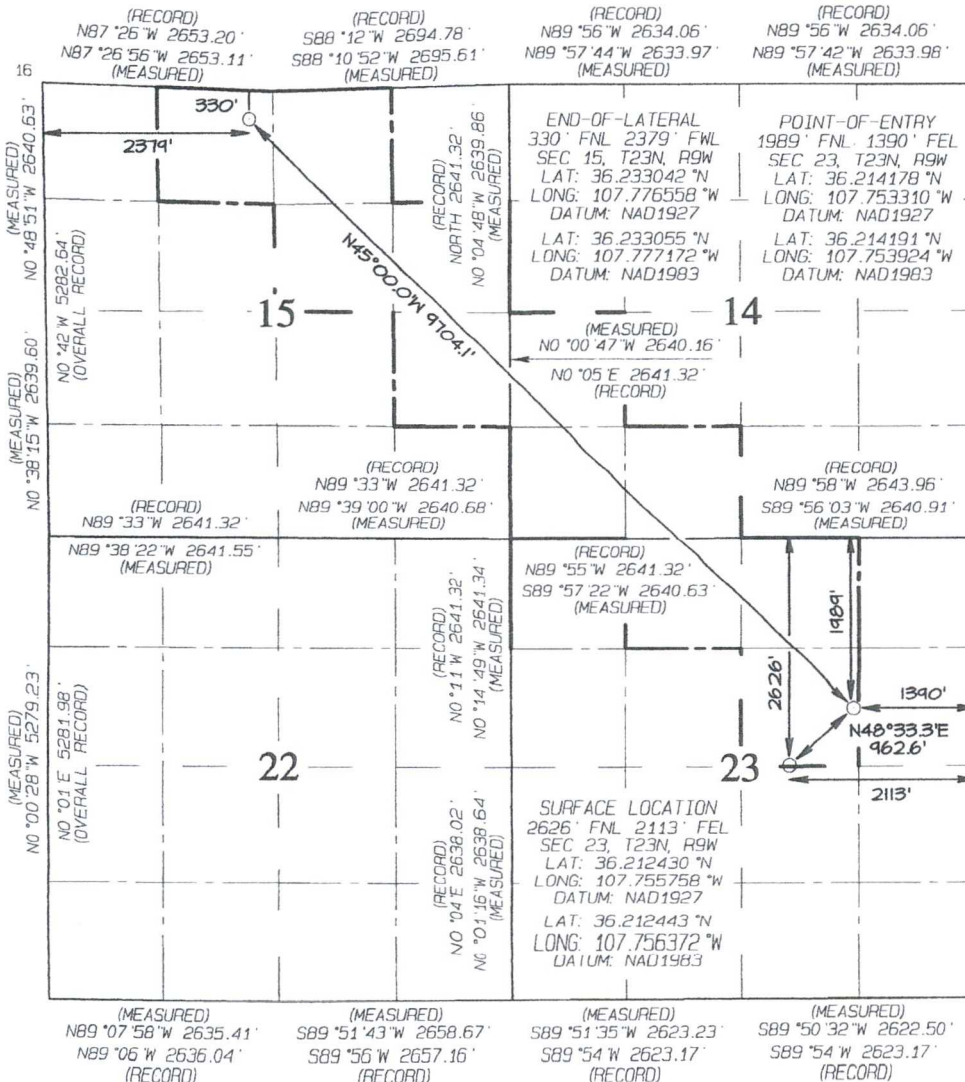 (RECORD)
N87°26'W 2653.20'
N87°26'56"W 2653.11'
(MEASURED)
(RECORD)
S88°12'W 2694.78'
S88°10'52"W 2695.61'
(MEASURED)
(RECORD)
N89°56'W 2634.06'
N89°57'44"W 2633.97'
(MEASURED)
(RECORD)
N89°56'W 2634.06'
N89°57'42"W 2633.98'
(MEASURED)
16
330'
2379'
(MEASURED)
N0°48'51"W 2640.63'
N0°42'W 5282.64'
(OVERALL RECORD)
(MEASURED)
N0°38'15"W 2639.60'
(RECORD)
NORTH 2641.32'
N0°04'48"W 2639.86'
(MEASURED)
END-OF-LATERAL
330' FNL 2379' FWL
SEC 15, T23N, R9W
LAT: 36.233042°N
LONG: 107.776558°W
DATUM: NAD1927
LAT: 36.233055°N
LONG: 107.777172°W
DATUM: NAD1983
POINT-OF-ENTRY
1989' FNL 1390' FEL
SEC 23, T23N, R9W
LAT: 36.214178°N
LONG: 107.753310°W
DATUM: NAD1927
LAT: 36.214191°N
LONG: 107.753924°W
DATUM: NAD1983
N45°00.0'W 9704.1'
15
14
(MEASURED)
N0°00'47"W 2640.16'
N0°05'E 2641.32'
(RECORD)
(RECORD)
N89°33'W 2641.32'
N89°38'22"W 2641.55'
(MEASURED)
(RECORD)
N89°33'W 2641.32'
N89°39'00"W 2640.68'
(MEASURED)
(RECORD)
N89°55'W 2641.32'
S89°57'22"W 2640.63'
(MEASURED)
(RECORD)
N89°58'W 2643.96'
S89°56'03"W 2640.91'
(MEASURED)
(RECORD)
N0°11'W 2641.32'
N0°14'49"W 2641.34'
(MEASURED)
2626'
1989'
1390'
N48°33.3'E
962.6'
2113'
(MEASURED)
N0°00'28"W 5279.23'
N0°01'E 5281.98'
(OVERALL RECORD)
22
23
(RECORD)
N0°04'E 2638.02'
N0°01'16"W 2638.64'
(MEASURED)
SURFACE LOCATION
2626' FNL 2113' FEL
SEC 23, T23N, R9W
LAT: 36.212430°N
LONG: 107.755758°W
DATUM: NAD1927
LAT: 36.212443°N
LONG: 107.756372°W
DATUM: NAD1983
(MEASURED)
N89°07'58"W 2635.41'
N89°06'W 2636.04'
(RECORD)
(MEASURED)
S89°51'43"W 2658.67'
S89°56'W 2657.16'
(RECORD)
(MEASURED)
S89°51'35"W 2623.23'
S89°54'W 2623.17'
(RECORD)
(MEASURED)
S89°50'32"W 2622.50'
S89°54'W 2623.17'
(RECORD)